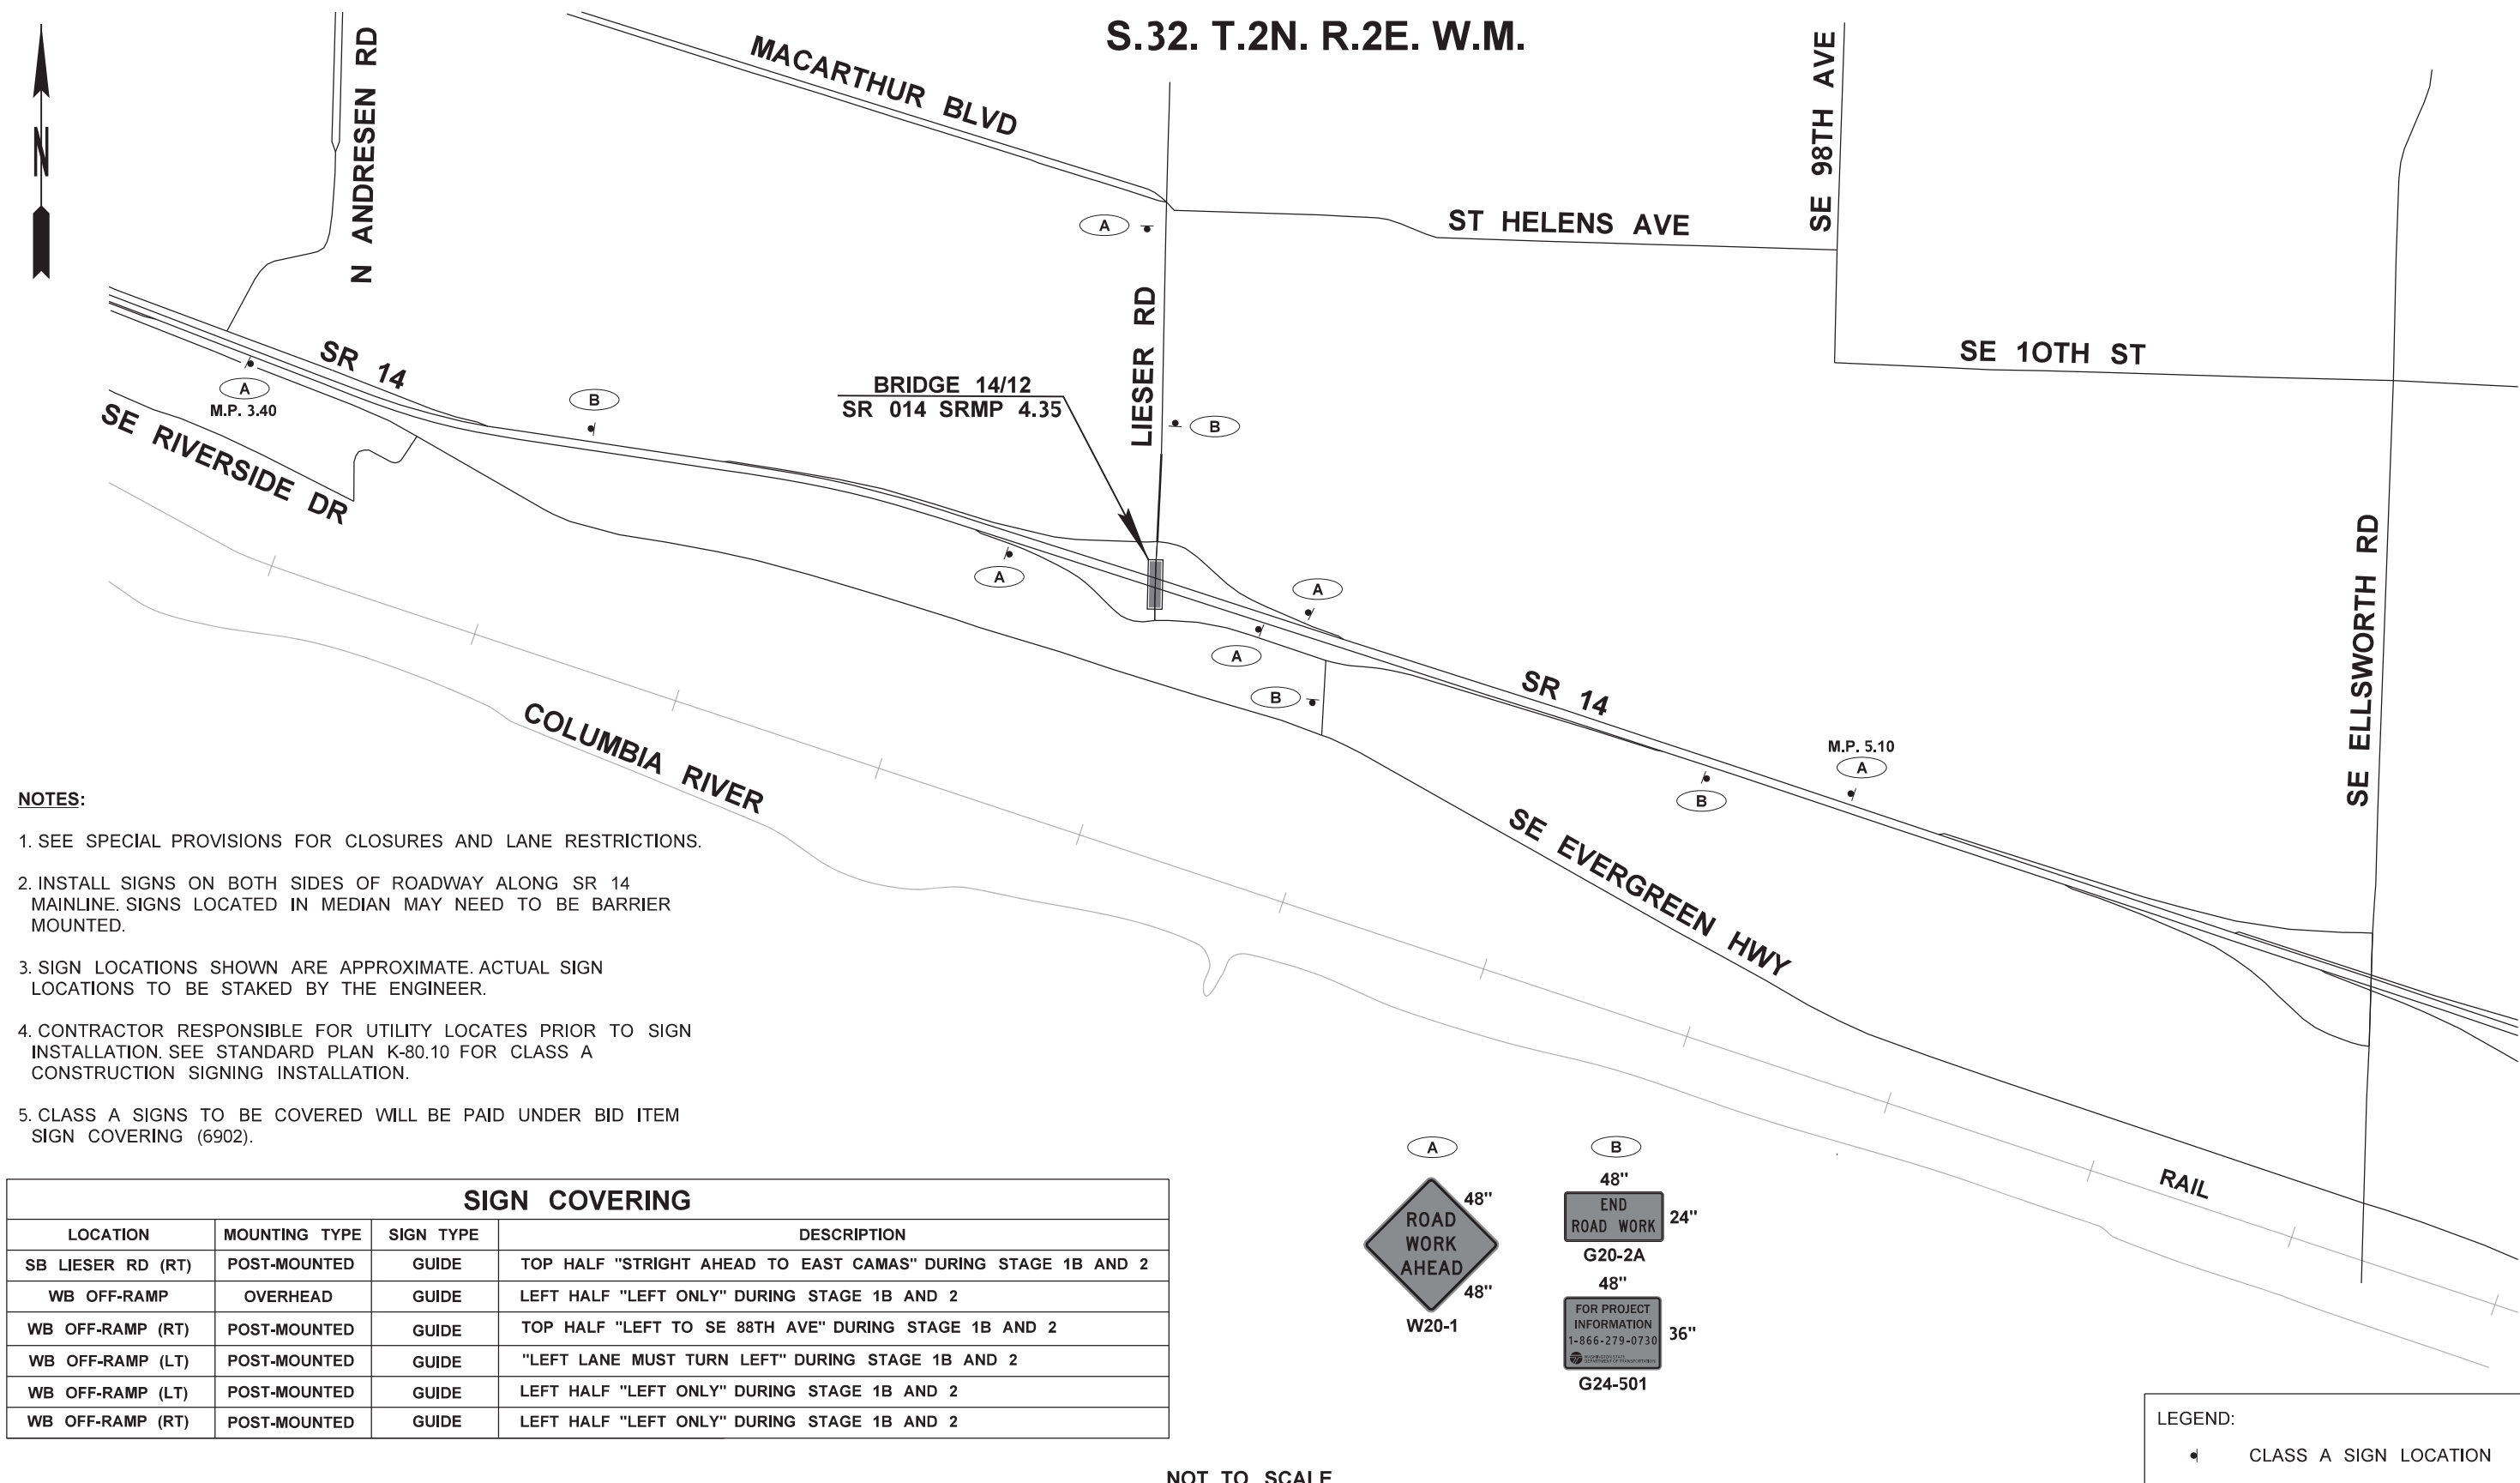 S.32. T.2N. R.2E. W.M.
N
N ANDRESEN RD
MACARTHUR BLVD
SE 98TH AVE
A
ST HELENS AVE
LIESER RD
SR 14
A
M.P. 3.40
B
BRIDGE 14/12
SR 014 SRMP 4.35
B
SE 1OTH ST
SE RIVERSIDE DR
A
A
A
B
SR 14
SE ELLSWORTH RD
COLUMBIA RIVER
M.P. 5.10
A
B
SE EVERGREEN HWY
RAIL
NOTES:
1. SEE SPECIAL PROVISIONS FOR CLOSURES AND LANE RESTRICTIONS.
2. INSTALL SIGNS ON BOTH SIDES OF ROADWAY ALONG SR 14
MAINLINE. SIGNS LOCATED IN MEDIAN MAY NEED TO BE BARRIER
MOUNTED.
3. SIGN LOCATIONS SHOWN ARE APPROXIMATE. ACTUAL SIGN
LOCATIONS TO BE STAKED BY THE ENGINEER.
4. CONTRACTOR RESPONSIBLE FOR UTILITY LOCATES PRIOR TO SIGN
INSTALLATION. SEE STANDARD PLAN K-80.10 FOR CLASS A
CONSTRUCTION SIGNING INSTALLATION.
5. CLASS A SIGNS TO BE COVERED WILL BE PAID UNDER BID ITEM
SIGN COVERING (6902).
SIGN COVERING
LOCATION MOUNTING TYPE SIGN TYPE DESCRIPTION
SB LIESER RD (RT) POST-MOUNTED GUIDE TOP HALF "STRIGHT AHEAD TO EAST CAMAS" DURING STAGE 1B AND 2
WB OFF-RAMP OVERHEAD GUIDE LEFT HALF "LEFT ONLY" DURING STAGE 1B AND 2
WB OFF-RAMP (RT) POST-MOUNTED GUIDE TOP HALF "LEFT TO SE 88TH AVE" DURING STAGE 1B AND 2
WB OFF-RAMP (LT) POST-MOUNTED GUIDE "LEFT LANE MUST TURN LEFT" DURING STAGE 1B AND 2
WB OFF-RAMP (LT) POST-MOUNTED GUIDE LEFT HALF "LEFT ONLY" DURING STAGE 1B AND 2
WB OFF-RAMP (RT) POST-MOUNTED GUIDE LEFT HALF "LEFT ONLY" DURING STAGE 1B AND 2
A
48"
ROAD
WORK
AHEAD
48"
W20-1
B
48"
END
ROAD WORK
24"
G20-2A
48"
FOR PROJECT
INFORMATION
1-866-279-0730
36"
G24-501
LEGEND:
CLASS A SIGN LOCATION
NOT TO SCALE